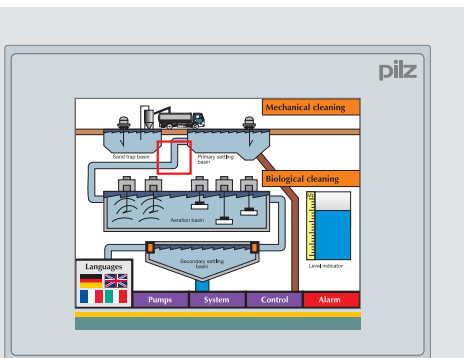 pilz
Mechanical cleaning
Sand trap basin
Primary settling
basin
Biological cleaning
Aeration basin
Level indicator
Secondary settling
basin
Languages
Pumps
System
Control
Alarm